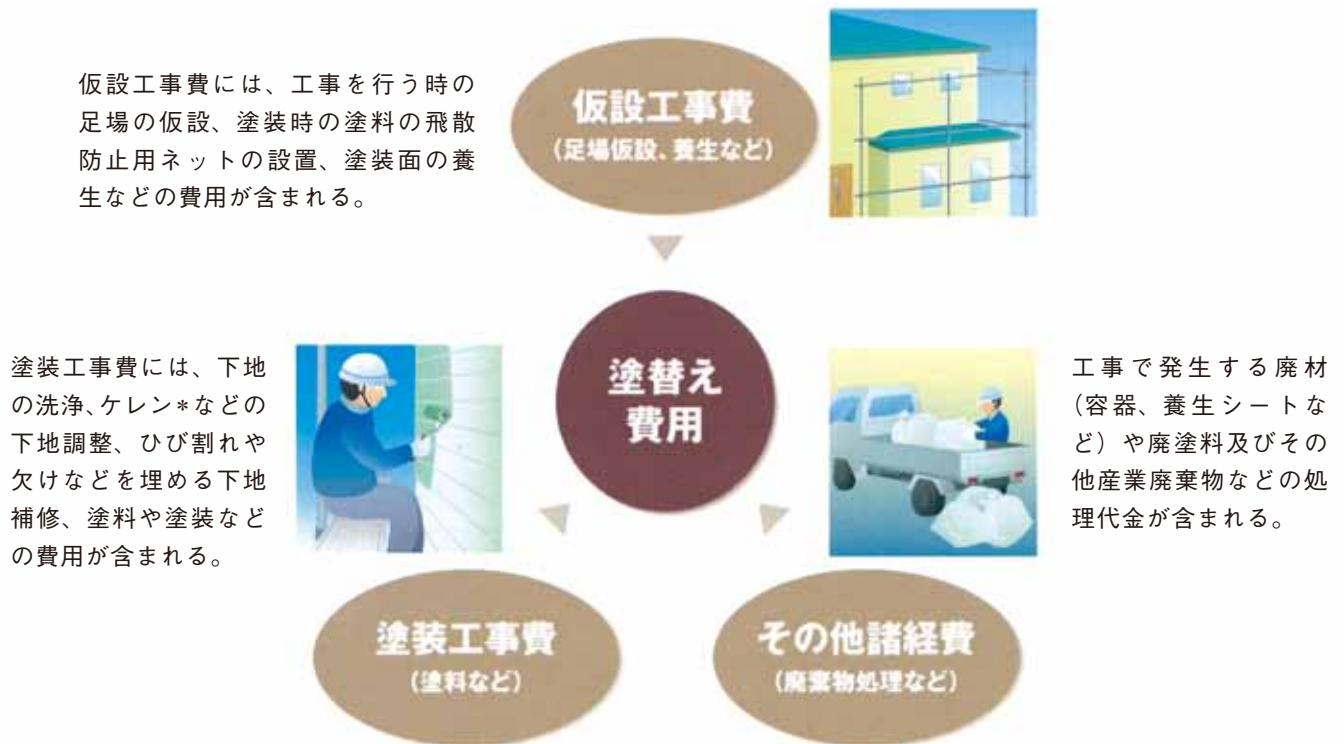 仮設工事費には、工事を行う時の
足場の仮設、塗装時の塗料の飛散
防止用ネットの設置、塗装面の養
生などの費用が含まれる。
仮設工事費
(足場仮設、養生など)
塗替え
費用
塗装工事費には、下地
の洗浄、ケレン*などの
下地調整、ひび割れや
欠けなどを埋める下地
補修、塗料や塗装など
の費用が含まれる。
工事で発生する廃材
(容器、養生シートな
ど)や廃塗料及びその
他産業廃棄物などの処
理代金が含まれる。
塗装工事費
(塗料など)
その他諸経費
(廃棄物処理など)